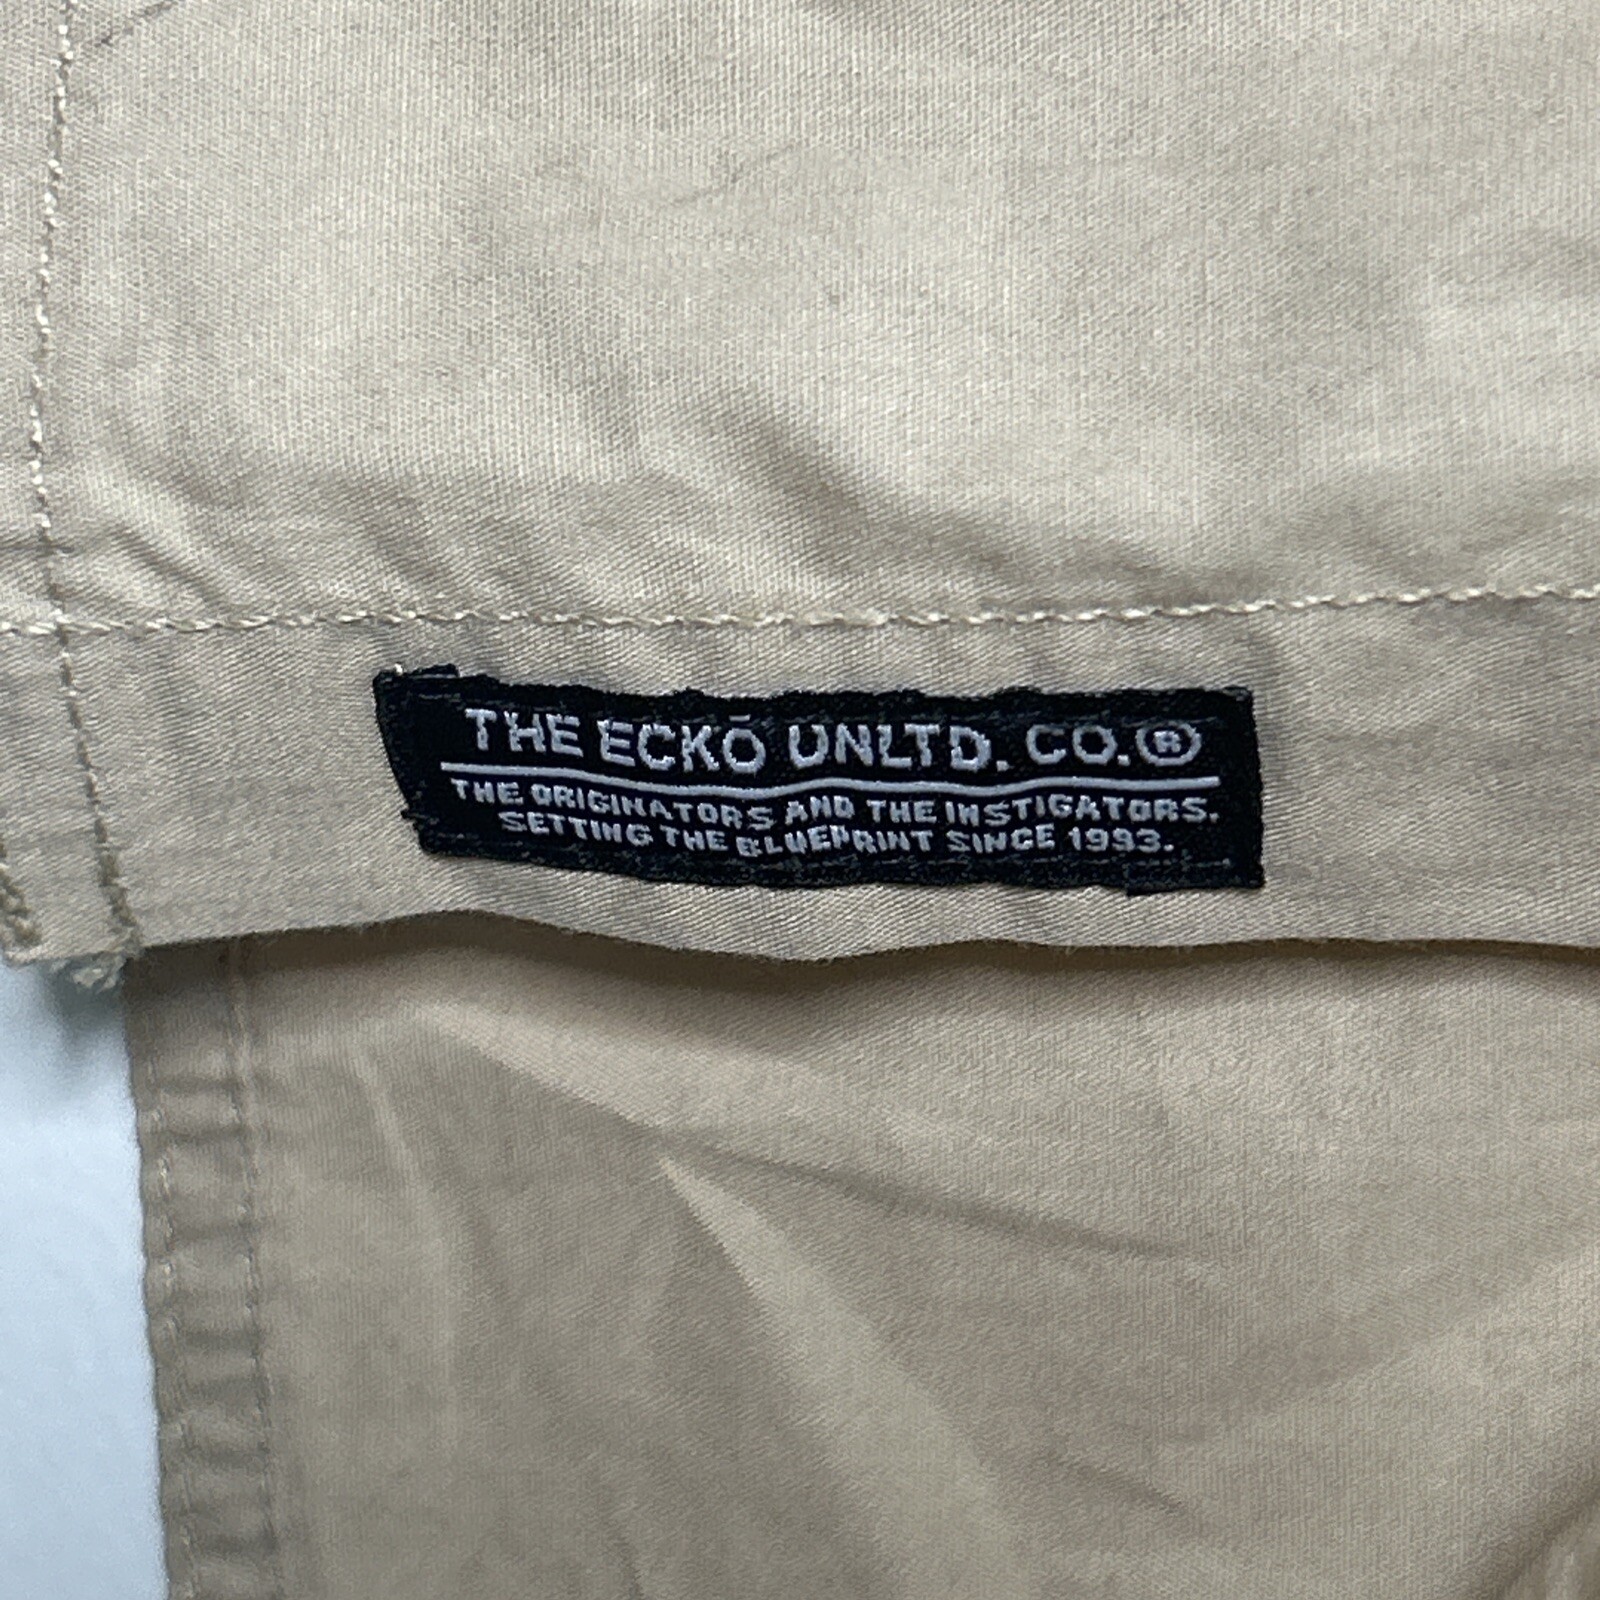 THE ECKŌ UNLTD. CO.®
THE ORIGINATORS AND THE INSTIGATORS.
SETTING THE BLUEPRINT SINCE 1993.